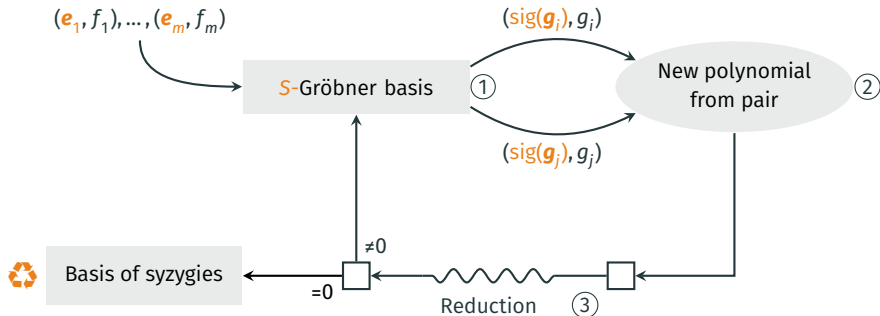 (e₁, f₁), ..., (eₘ, fₘ)
(sig(gᵢ), gᵢ)
S-Gröbner basis
①
New polynomial
from pair
②
(sig(gⱼ), gⱼ)
≠0
Basis of syzygies
=0
Reduction
③